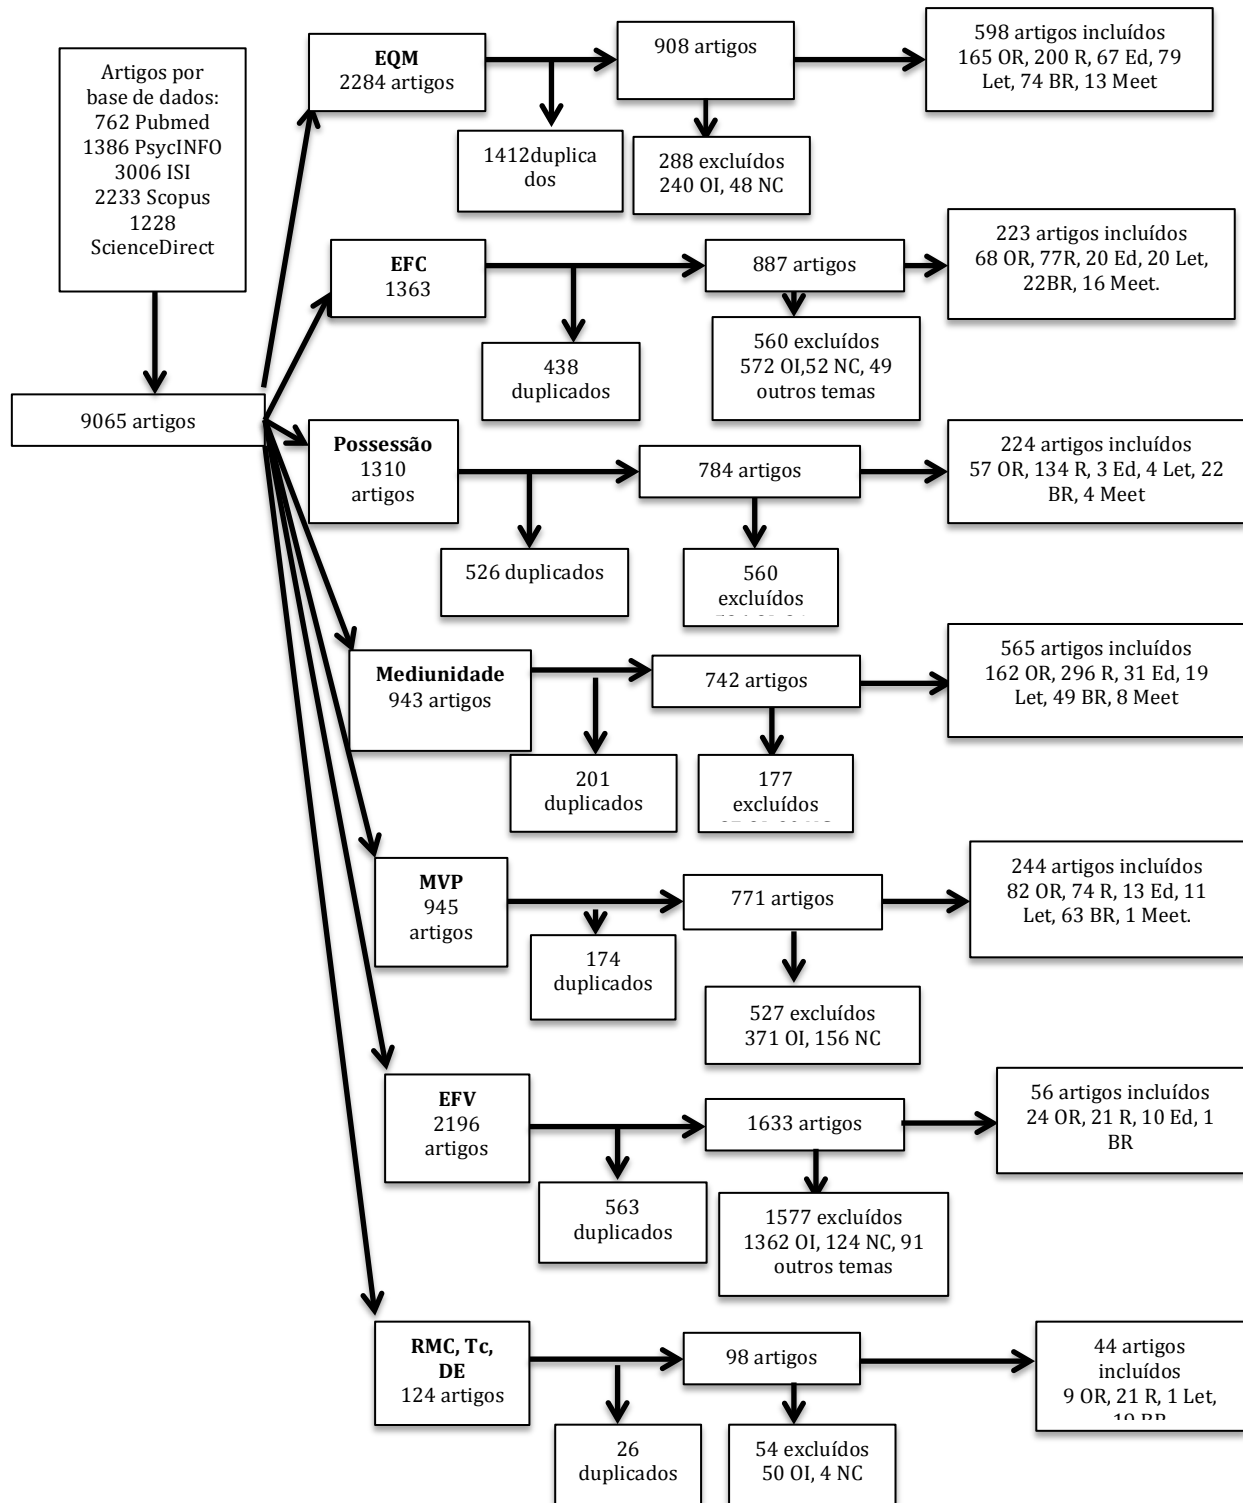 Artigos por
base de dados:
762 Pubmed
1386 PsycINFO
3006 ISI
2233 Scopus
1228
ScienceDirect
9065 artigos
EQM
2284 artigos
908 artigos
598 artigos incluídos
165 OR, 200 R, 67 Ed, 79
Let, 74 BR, 13 Meet
1412duplica
dos
288 excluídos
240 OI, 48 NC
EFC
1363
887 artigos
223 artigos incluídos
68 OR, 77R, 20 Ed, 20 Let,
22BR, 16 Meet.
438
duplicados
560 excluídos
572 OI,52 NC, 49
outros temas
Possessão
1310
artigos
784 artigos
224 artigos incluídos
57 OR, 134 R, 3 Ed, 4 Let, 22
BR, 4 Meet
526 duplicados
560
excluídos
Mediunidade
943 artigos
742 artigos
565 artigos incluídos
162 OR, 296 R, 31 Ed, 19
Let, 49 BR, 8 Meet
201
duplicados
177
excluídos
MVP
945
artigos
771 artigos
244 artigos incluídos
82 OR, 74 R, 13 Ed, 11
Let, 63 BR, 1 Meet.
174
duplicados
527 excluídos
371 OI, 156 NC
EFV
2196
artigos
1633 artigos
56 artigos incluídos
24 OR, 21 R, 10 Ed, 1
BR
563
duplicados
1577 excluídos
1362 OI, 124 NC, 91
outros temas
RMC, Tc,
DE
124 artigos
98 artigos
44 artigos
incluídos
9 OR, 21 R, 1 Let,
26
duplicados
54 excluídos
50 OI, 4 NC